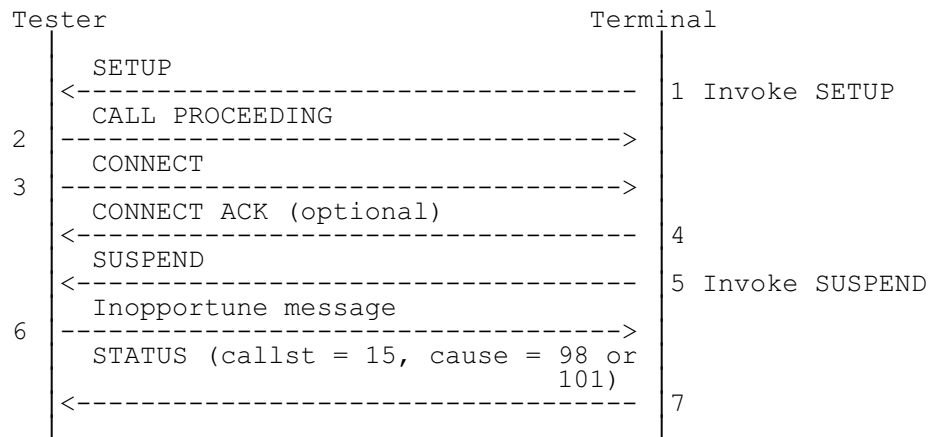 Tester Terminal
SETUP
<----------------------------------- 1 Invoke SETUP
CALL PROCEEDING
2 ----------------------------------->
CONNECT
3 ----------------------------------->
CONNECT ACK (optional)
<----------------------------------- 4
SUSPEND
<----------------------------------- 5 Invoke SUSPEND
Inopportune message
6 ----------------------------------->
STATUS (callst = 15, cause = 98 or
101)
<----------------------------------- 7